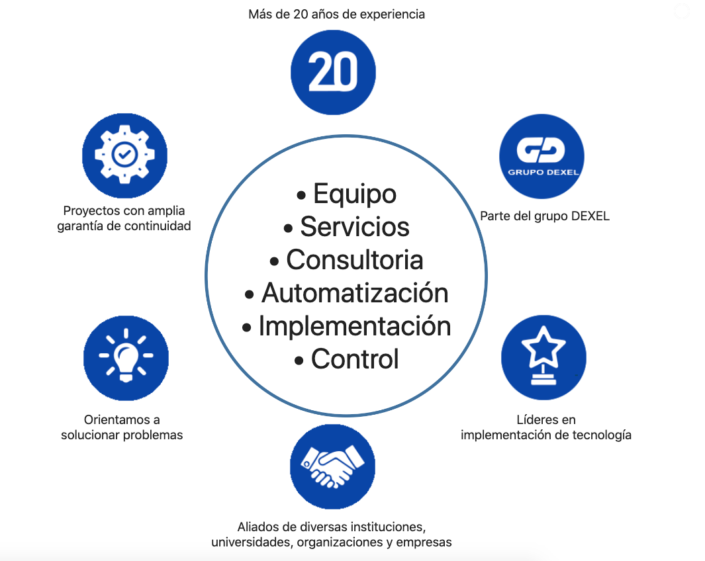 Más de 20 años de experiencia
20
GRUPO DEXEL
Proyectos con amplia
garantía de continuidad
Parte del grupo DEXEL
• Equipo
• Servicios
• Consultoria
• Automatización
• Implementación
• Control
Orientamos a
solucionar problemas
Líderes en
implementación de tecnología
Aliados de diversas instituciones,
universidades, organizaciones y empresas